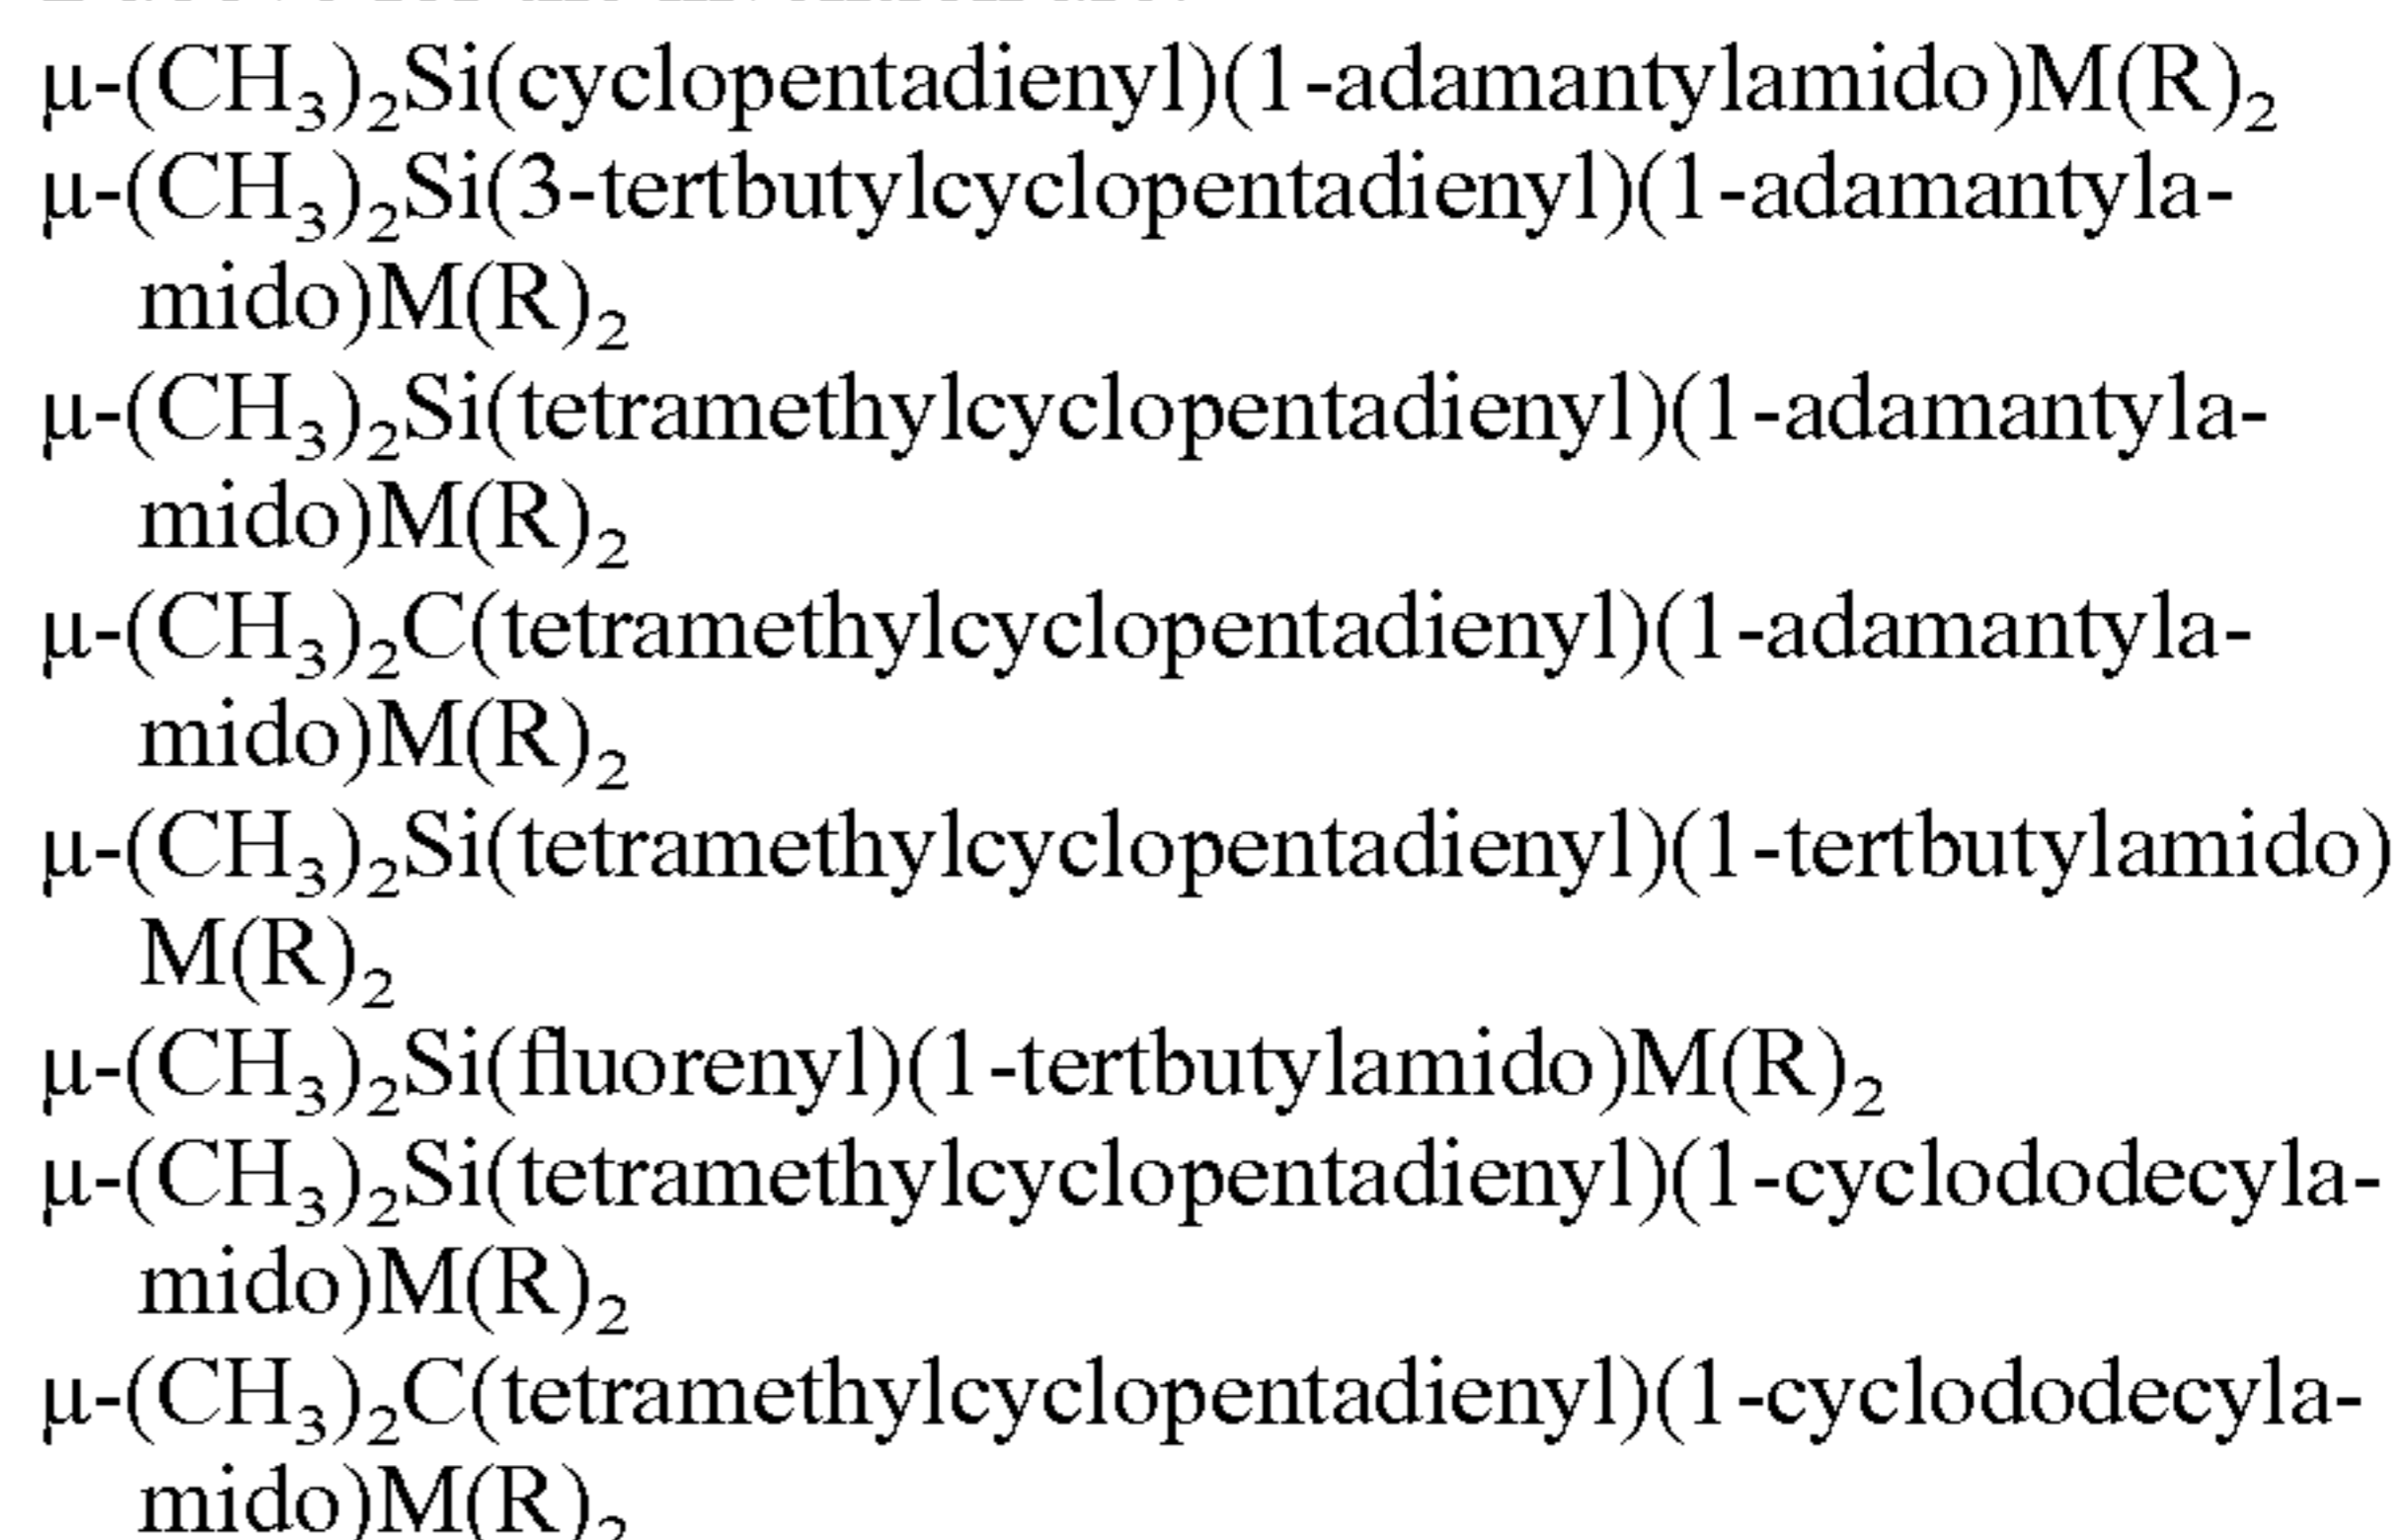 μ-(CH₃)₂Si(cyclopentadienyl)(1-adamantylamido)M(R)₂
μ-(CH₃)₂Si(3-tertbutylcyclopentadienyl)(1-adamantyla-
mido)M(R)₂
μ-(CH₃)₂Si(tetramethylcyclopentadienyl)(1-adamantyla-
mido)M(R)₂
μ-(CH₃)₂C(tetramethylcyclopentadienyl)(1-adamantyla-
mido)M(R)₂
μ-(CH₃)₂Si(tetramethylcyclopentadienyl)(1-tertbutylamido)
M(R)₂
μ-(CH₃)₂Si(fluorenyl)(1-tertbutylamido)M(R)₂
μ-(CH₃)₂Si(tetramethylcyclopentadienyl)(1-cyclododecyla-
mido)M(R)₂
μ-(CH₃)₂C(tetramethylcyclopentadienyl)(1-cyclododecyla-
mido)M(R)₂